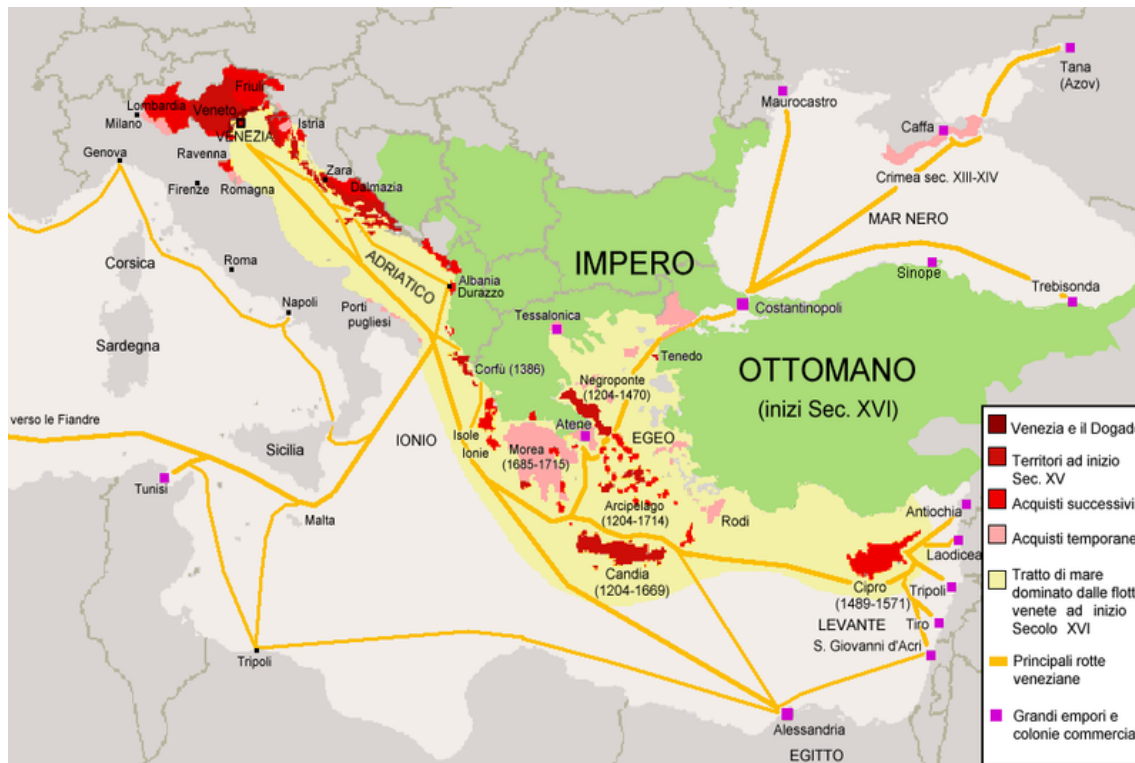 Tana
(Azov)
Maurocastro
Caffa
Crimea sec. XIII-XIV
MAR NERO
Friuli
Lombardia
Veneto
Milano
VENEZIA
Istria
Genova
Ravenna
Zara
Firenze
Romagna
Dalmazia
Corsica
Roma
ADRIATICO
Albania
Durazzo
IMPERO
Sinope
Trebisonda
Costantinopoli
Napoli
Porti
pugliesi
Tessalonica
Sardegna
Tenedo
Corfù (1386)
OTTOMANO
(inizi Sec. XVI)
Negroponte
(1204-1470)
verso le Fiandre
IONIO
Isole
Ionie
Atene
EGEO
Morea
(1685-1715)
Sicilia
Tunisi
Malta
Arcipelago
(1204-1714)
Rodi
Antiochia
Laodicea
Candia
(1204-1669)
Cipro
(1489-1571)
Tripoli
LEVANTE
Tiro
S. Giovanni d'Acri
Tripoli
Alessandria
EGITTO
Venezia e il Dogad
Territori ad inizio
Sec. XV
Acquisti successivi
Acquisti temporane
Tratto di mare
dominato dalle flott
venete ad inizio
Secolo XVI
Principali rotte
veneziane
Grandi empori e
colonie commercia